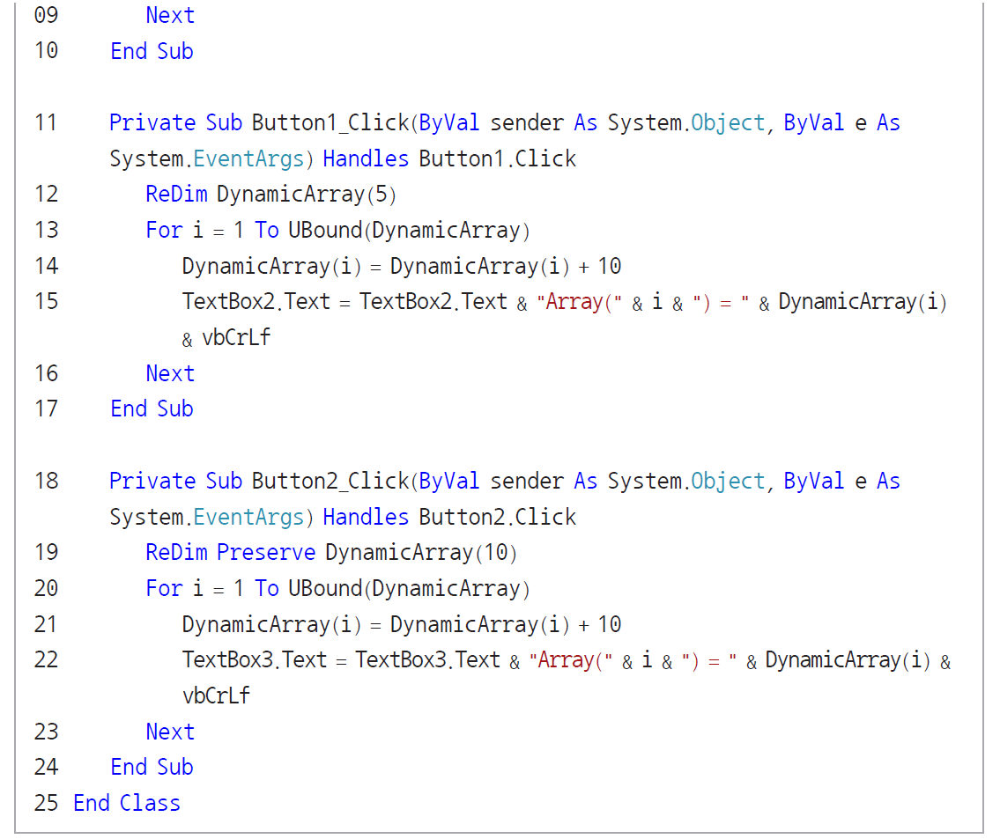 09 Next
10 End Sub
11 Private Sub Button1_Click(ByVal sender As System.Object, ByVal e As
System.EventArgs) Handles Button1.Click
12 ReDim DynamicArray(5)
13 For i = 1 To UBound(DynamicArray)
14 DynamicArray(i) = DynamicArray(i) + 10
15 TextBox2.Text = TextBox2.Text & "Array(" & i & ") = " & DynamicArray(i)
& vbCrLf
16 Next
17 End Sub
18 Private Sub Button2_Click(ByVal sender As System.Object, ByVal e As
System.EventArgs) Handles Button2.Click
19 ReDim Preserve DynamicArray(10)
20 For i = 1 To UBound(DynamicArray)
21 DynamicArray(i) = DynamicArray(i) + 10
22 TextBox3.Text = TextBox3.Text & "Array(" & i & ") = " & DynamicArray(i) &
vbCrLf
23 Next
24 End Sub
25 End Class